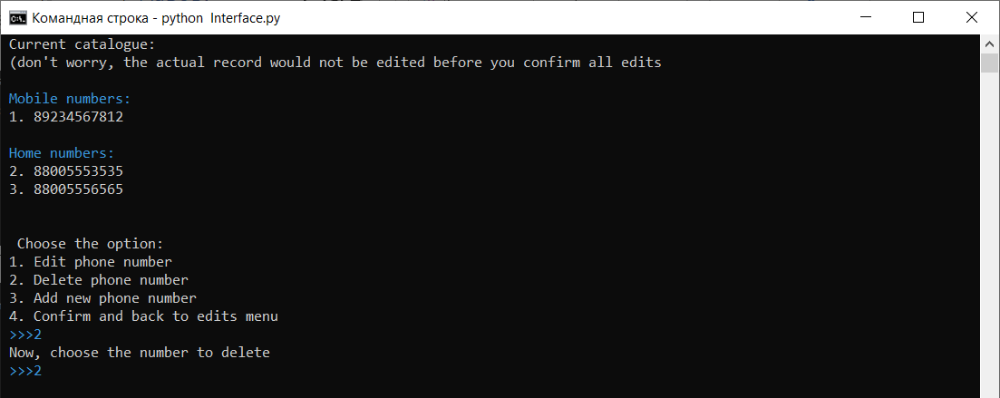 Командная строка - python  Interface.py
Current catalogue:
(don't worry, the actual record would not be edited before you confirm all edits
Mobile numbers:
1. 89234567812
Home numbers:
2. 88005553535
3. 88005556565
Choose the option:
1. Edit phone number
2. Delete phone number
3. Add new phone number
4. Confirm and back to edits menu
>>>2
Now, choose the number to delete
>>>2